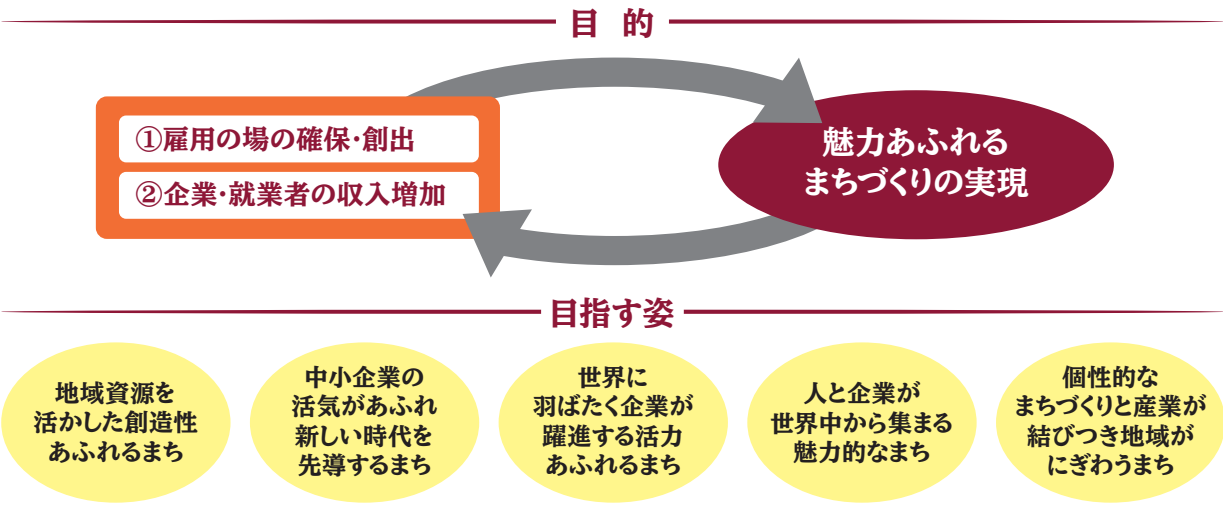 目 的
①雇用の場の確保・創出
②企業・就業者の収入増加
魅力あふれる
まちづくりの実現
目指す姿
地域資源を
活かした創造性
あふれるまち
中小企業の
活気があふれ
新しい時代を
先導するまち
世界に
羽ばたく企業が
躍進する活力
あふれるまち
人と企業が
世界中から集まる
魅力的なまち
個性的な
まちづくりと産業が
結びつき地域が
にぎわうまち